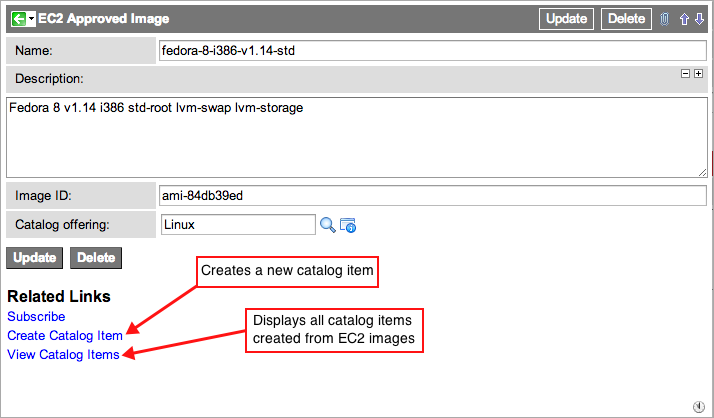 EC2 Approved Image
Update Delete
Name: fedora-8-i386-v1.14-std
Description:
Fedora 8 v1.14 i386 std-root lvm-swap lvm-storage
Image ID: ami-84db39ed
Catalog offering: Linux
Update Delete
Creates a new catalog item
Related Links
Subscribe
Create Catalog Item
Displays all catalog items
created from EC2 images
View Catalog Items